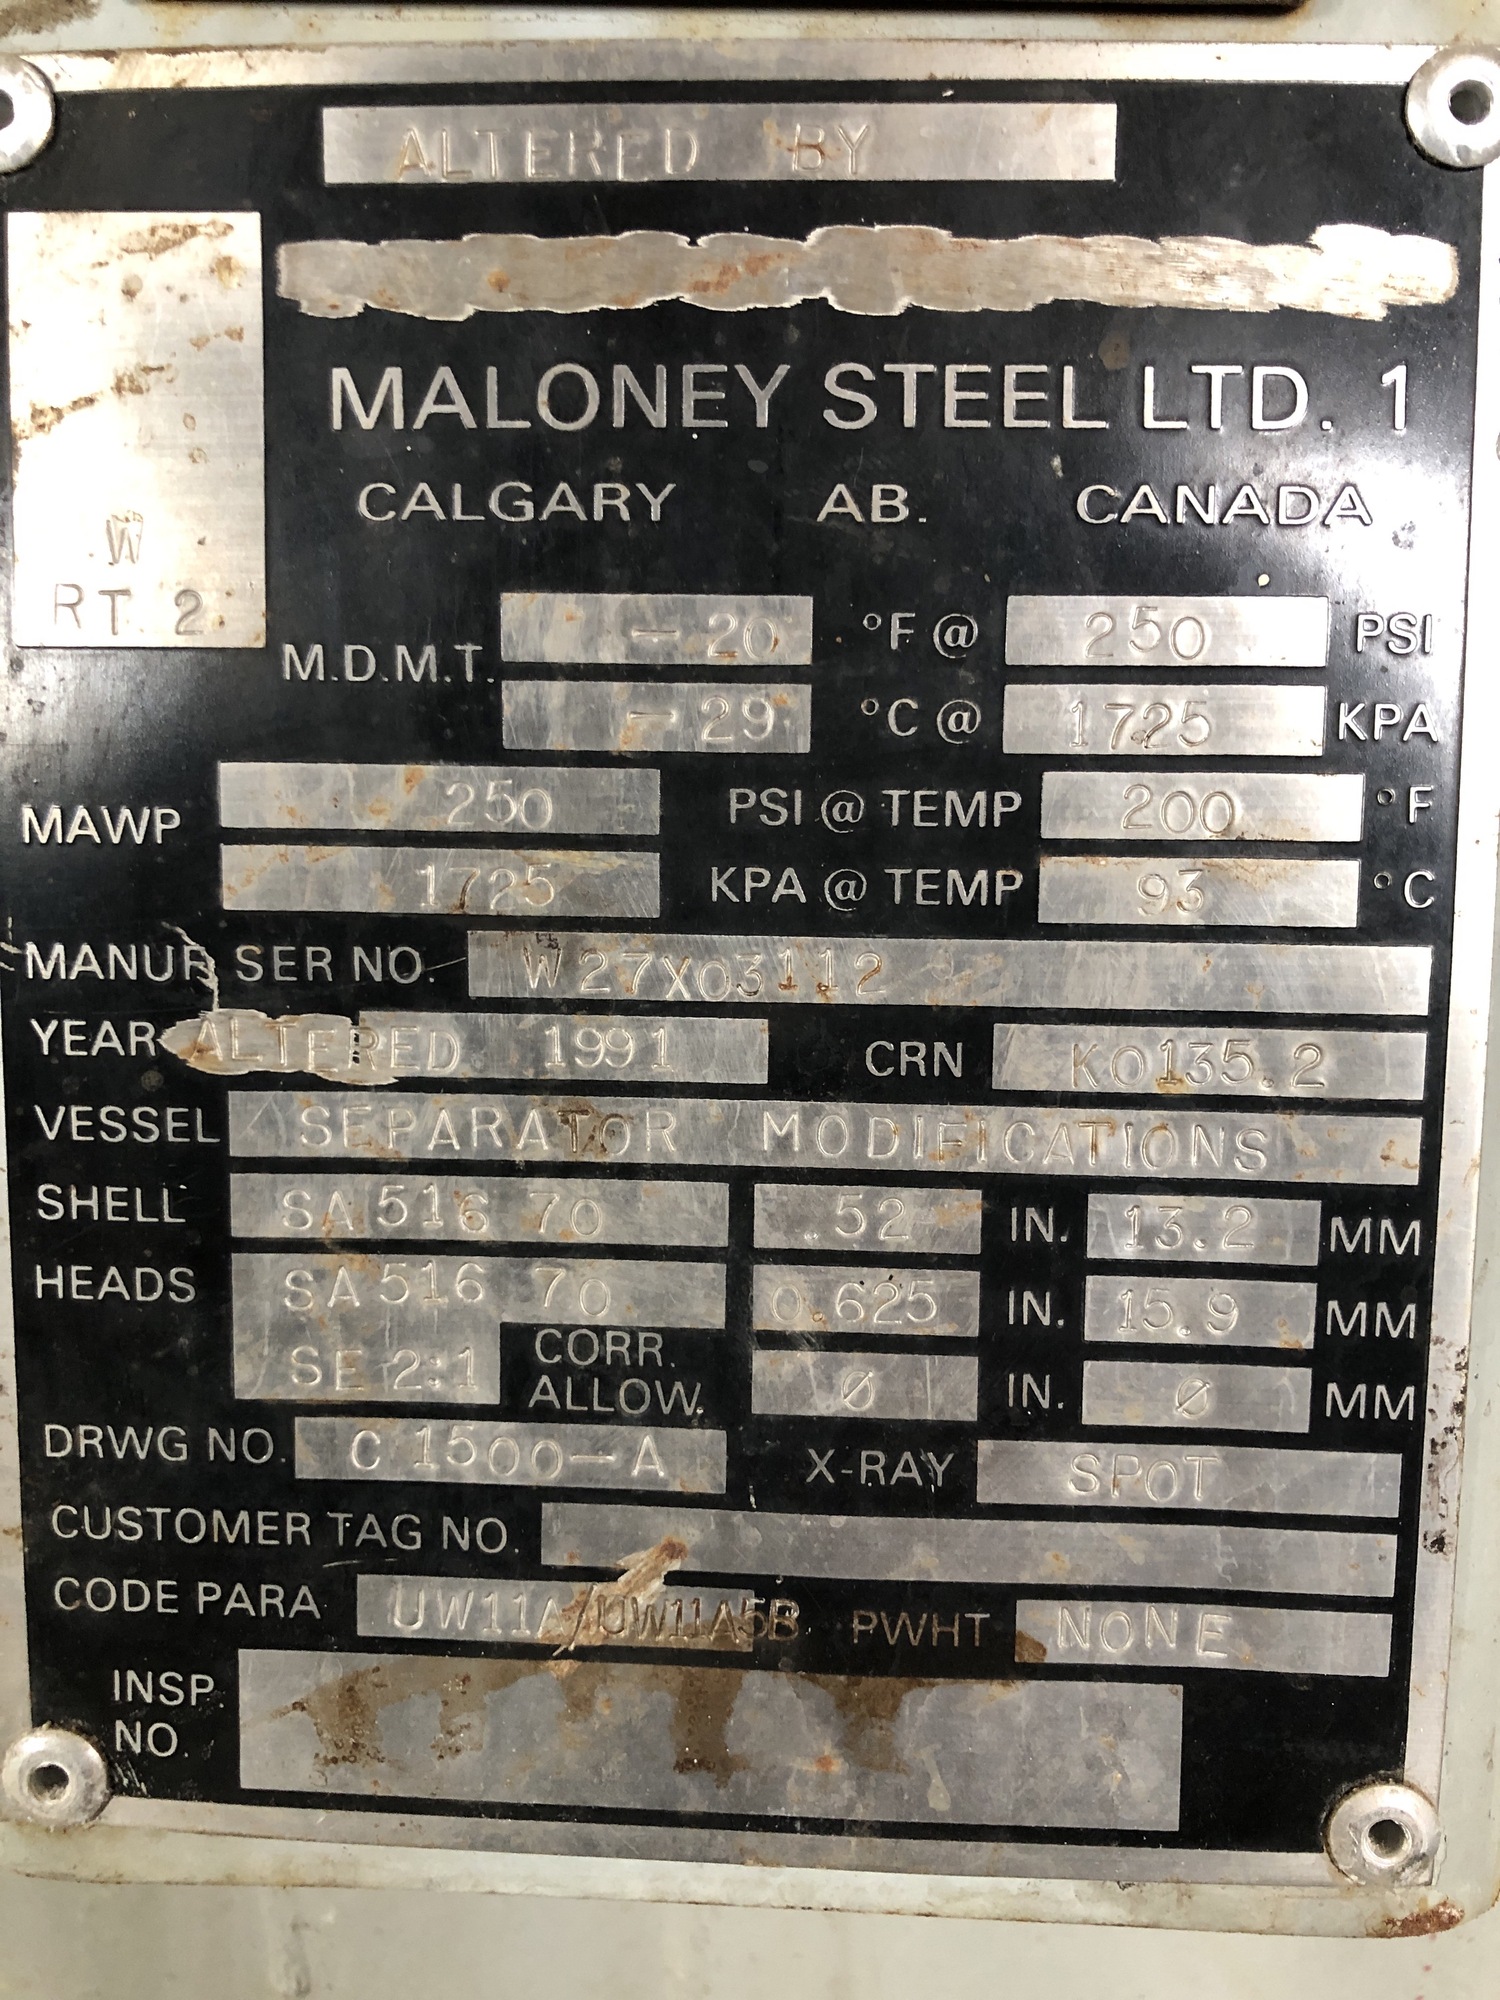 ALTERED BY
MALONEY STEEL LTD. 1
CALGARY AB. CANADA
W
RT 2
M.D.M.T. -20 °F @ 250 PSI
-29 °C @ 1725 KPA
MAWP 250 PSI @ TEMP 200 °F
1725 KPA @ TEMP 93 °C
MANUF SER NO. W27X03112
YEAR ALTERED 1991 CRN K0135.2
VESSEL SEPARATOR MODIFICATIONS
SHELL SA 516 70 .52 IN. 13.2 MM
HEADS SA 516 70 0.625 IN. 15.9 MM
SE 2:1 CORR. ALLOW. Ø IN. Ø MM
DRWG NO. C 1500-A X-RAY SPOT
CUSTOMER TAG NO.
CODE PARA UW11A/UW11A5B PWHT NONE
INSP.
NO.